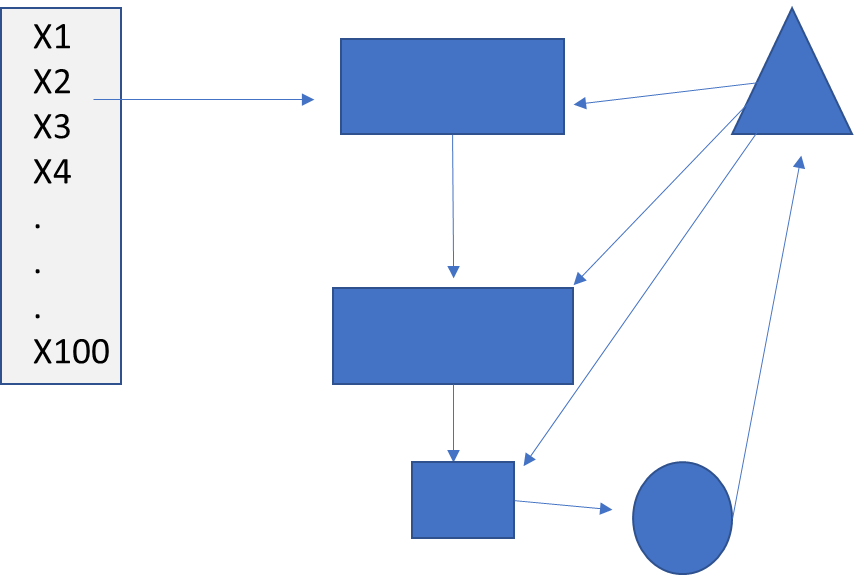 X1
X2
X3
X4
.
.
.
X100